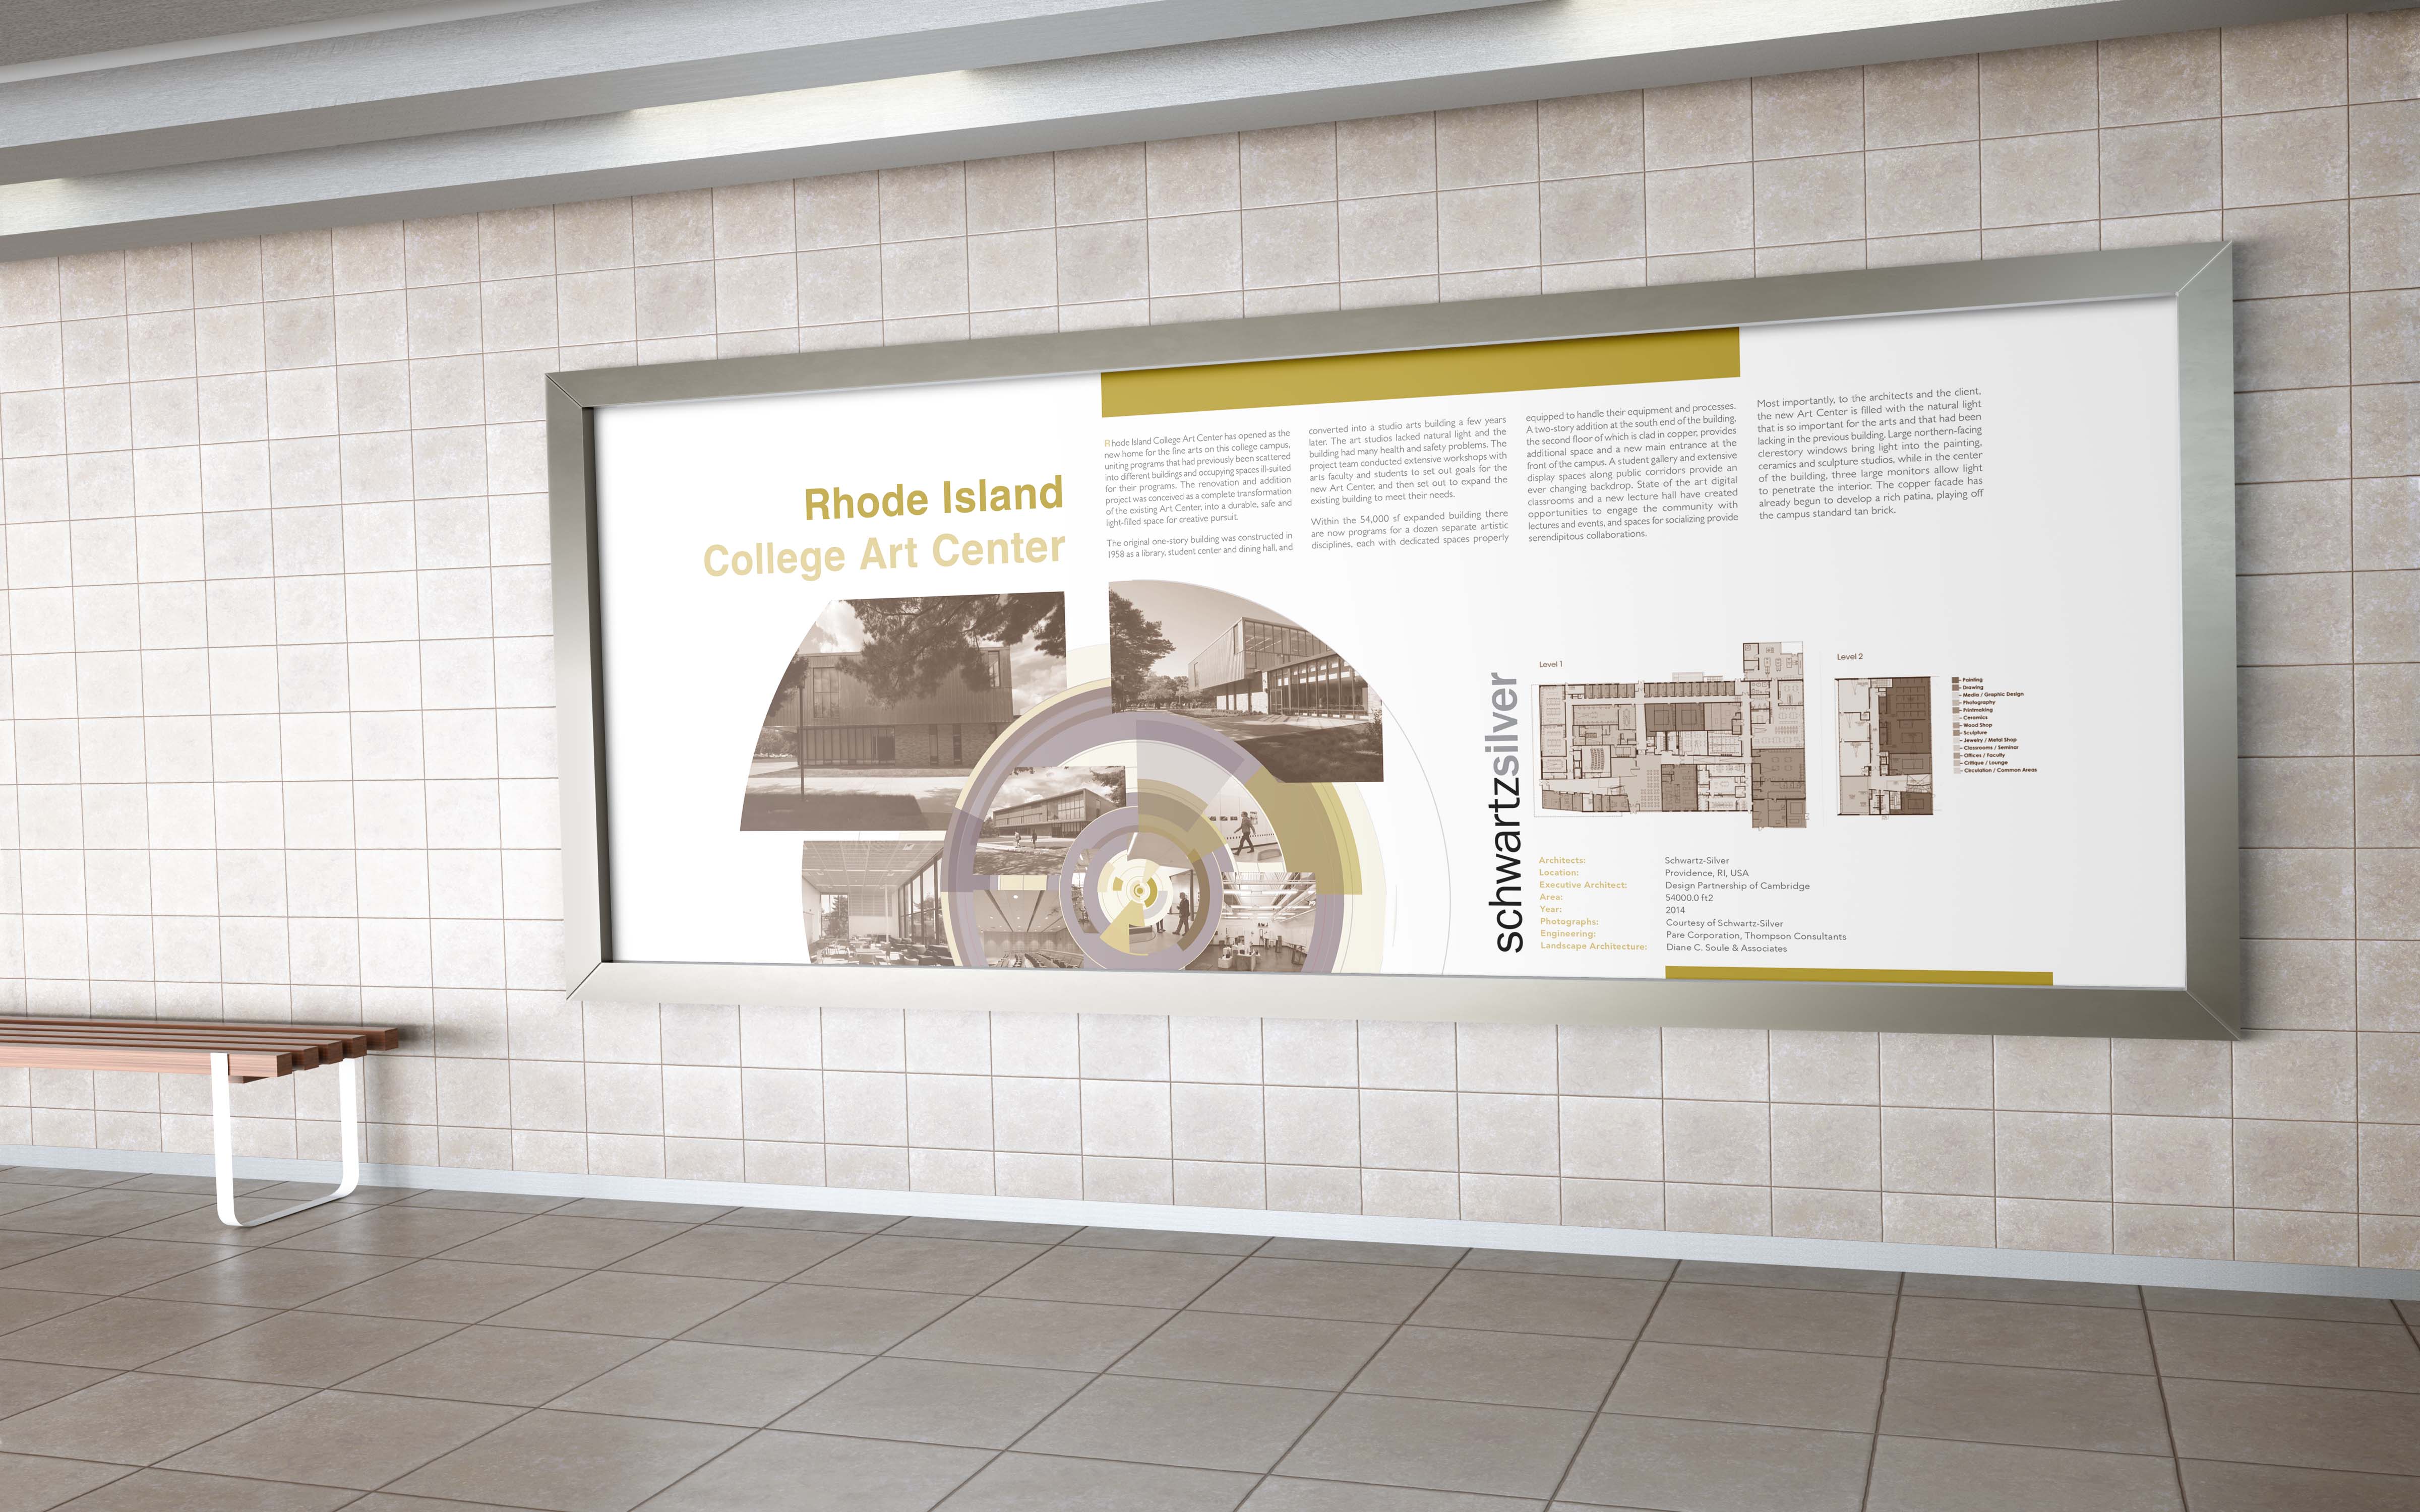 Rhode Island
College Art Center
Rhode Island College Art Center has opened as the
new home for the fine arts on this college campus,
uniting programs that had previously been scattered
into different buildings and occupying spaces ill-suited
for their programs. The renovation and addition
project was conceived as a complete transformation
of the existing Art Center, into a durable, safe and
light-filled space for creative pursuit.
The original one-story building was constructed in
1958 as a library, student center and dining hall, and
converted into a studio arts building a few years
later. The art studios lacked natural light and the
building had many health and safety problems. The
project team conducted extensive workshops with
arts faculty and students to set out goals for the
new Art Center, and then set out to expand the
existing building to meet their needs.
Within the 54,000 sf expanded building there
are now programs for a dozen separate artistic
disciplines, each with dedicated spaces properly
equipped to handle their equipment and processes.
A two-story addition at the south end of the building,
the second floor of which is clad in copper, provides
additional space and a new main entrance at the
front of the campus. A student gallery and extensive
display spaces along public corridors provide an
ever changing backdrop. State of the art digital
classrooms and a new lecture hall have created
opportunities to engage the community with
lectures and events, and spaces for socializing provide
serendipitous collaborations.
Most importantly, to the architects and the client,
the new Art Center is filled with the natural light
that is so important for the arts and that had been
lacking in the previous building. Large northern-facing
clerestory windows bring light into the painting,
ceramics and sculpture studios, while in the center
of the building, three large monitors allow light
to penetrate the interior. The copper facade has
already begun to develop a rich patina, playing off
the campus standard tan brick.
schwartzsilver
Level 1
Level 2
Painting
Drawing
Media / Graphic Design
Photography
Printmaking
Ceramics
Wood Shop
Sculpture
Jewelry / Metal Shop
Classrooms / Seminar
Offices / Faculty
Critique / Lounge
Circulation / Common Areas
Architects: Schwartz-Silver
Location: Providence, RI, USA
Executive Architect: Design Partnership of Cambridge
Area: 54000.0 ft2
Year: 2014
Photographs: Courtesy of Schwartz-Silver
Engineering: Pare Corporation, Thompson Consultants
Landscape Architecture: Diane C. Soule & Associates